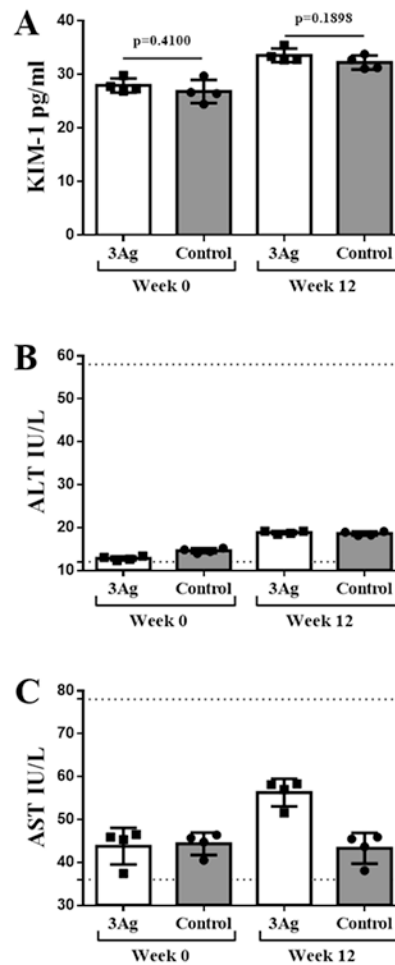 A
p=0.4100
p=0.1898
KIM-1 pg/ml
40
30
20
10
0
3Ag Control 3Ag Control
Week 0 Week 12
B
ALT IU/L
60
50
40
30
20
10
3Ag Control 3Ag Control
Week 0 Week 12
C
AST IU/L
80
70
60
50
40
30
3Ag Control 3Ag Control
Week 0 Week 12